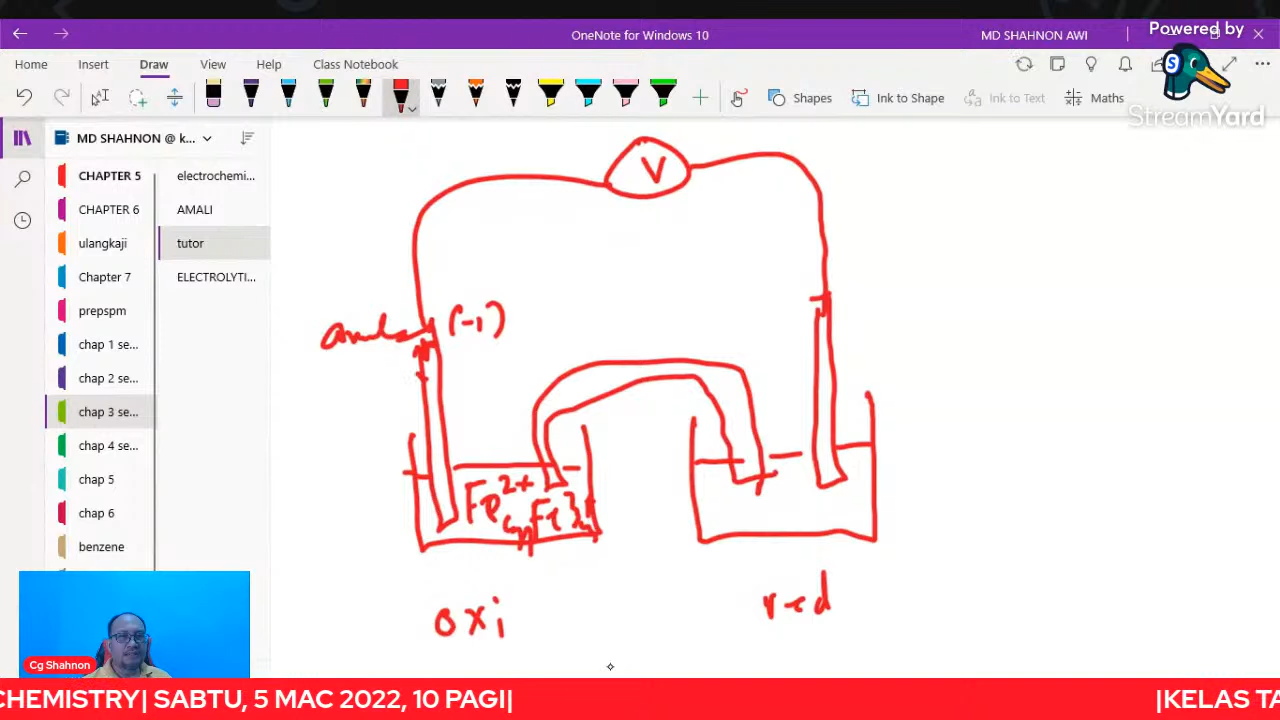 OneNote for Windows 10
MD SHAHNON AWI
Powered by
Home Insert Draw View Help Class Notebook
Shapes
Ink to Shape
Ink to Text
Maths
StreamYard
MD SHAHNON @ k...
CHAPTER 5
CHAPTER 6
ulangkaji
Chapter 7
prepspm
chap 1 se...
chap 2 se...
chap 3 se...
chap 4 se...
chap 5
chap 6
benzene
electrochemi...
AMALI
tutor
ELECTROLYTI...
V
(-)
Fe2+
oxi
red
Cg Shahnon
CHEMISTRY| SABTU, 5 MAC 2022, 10 PAGI|
|KELAS TA